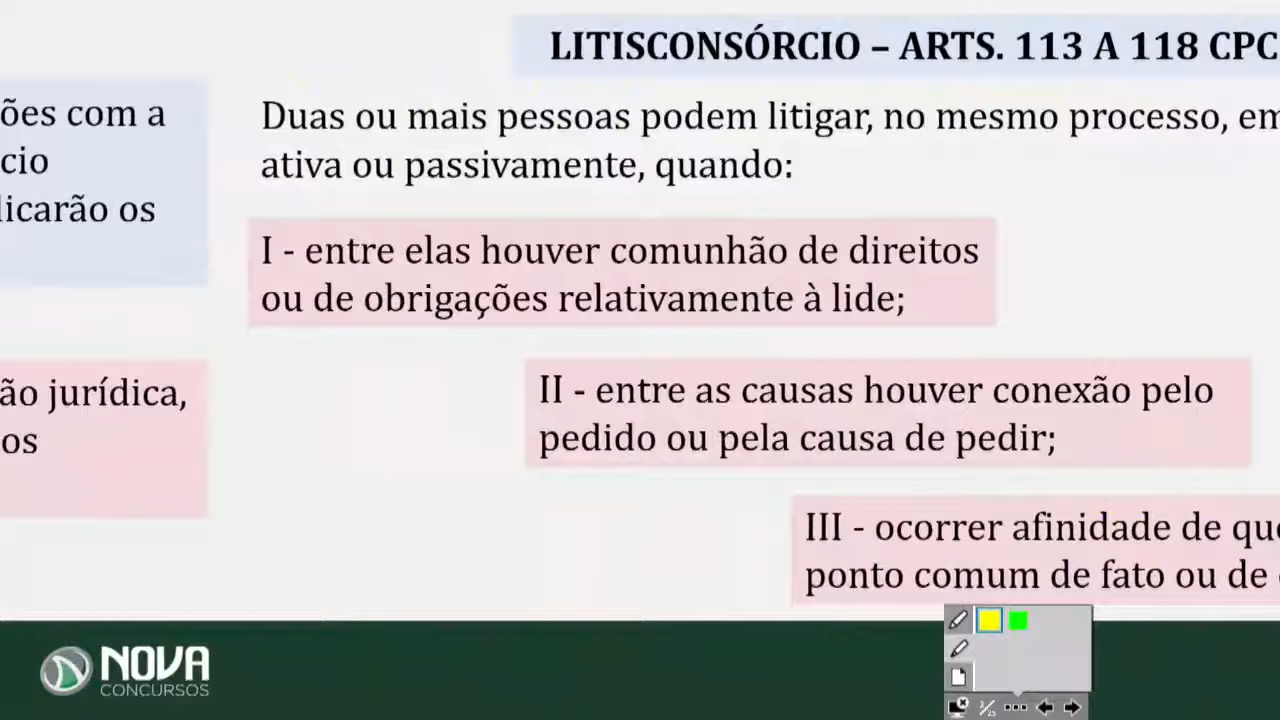 LITISCONSÓRCIO – ARTS. 113 A 118 CPC
ões com a
cio
licarão os
Duas ou mais pessoas podem litigar, no mesmo processo, em
ativa ou passivamente, quando:
I - entre elas houver comunhão de direitos
ou de obrigações relativamente à lide;
ão jurídica,
os
II - entre as causas houver conexão pelo
pedido ou pela causa de pedir;
III - ocorrer afinidade de que
ponto comum de fato ou de
NOVA
CONCURSOS